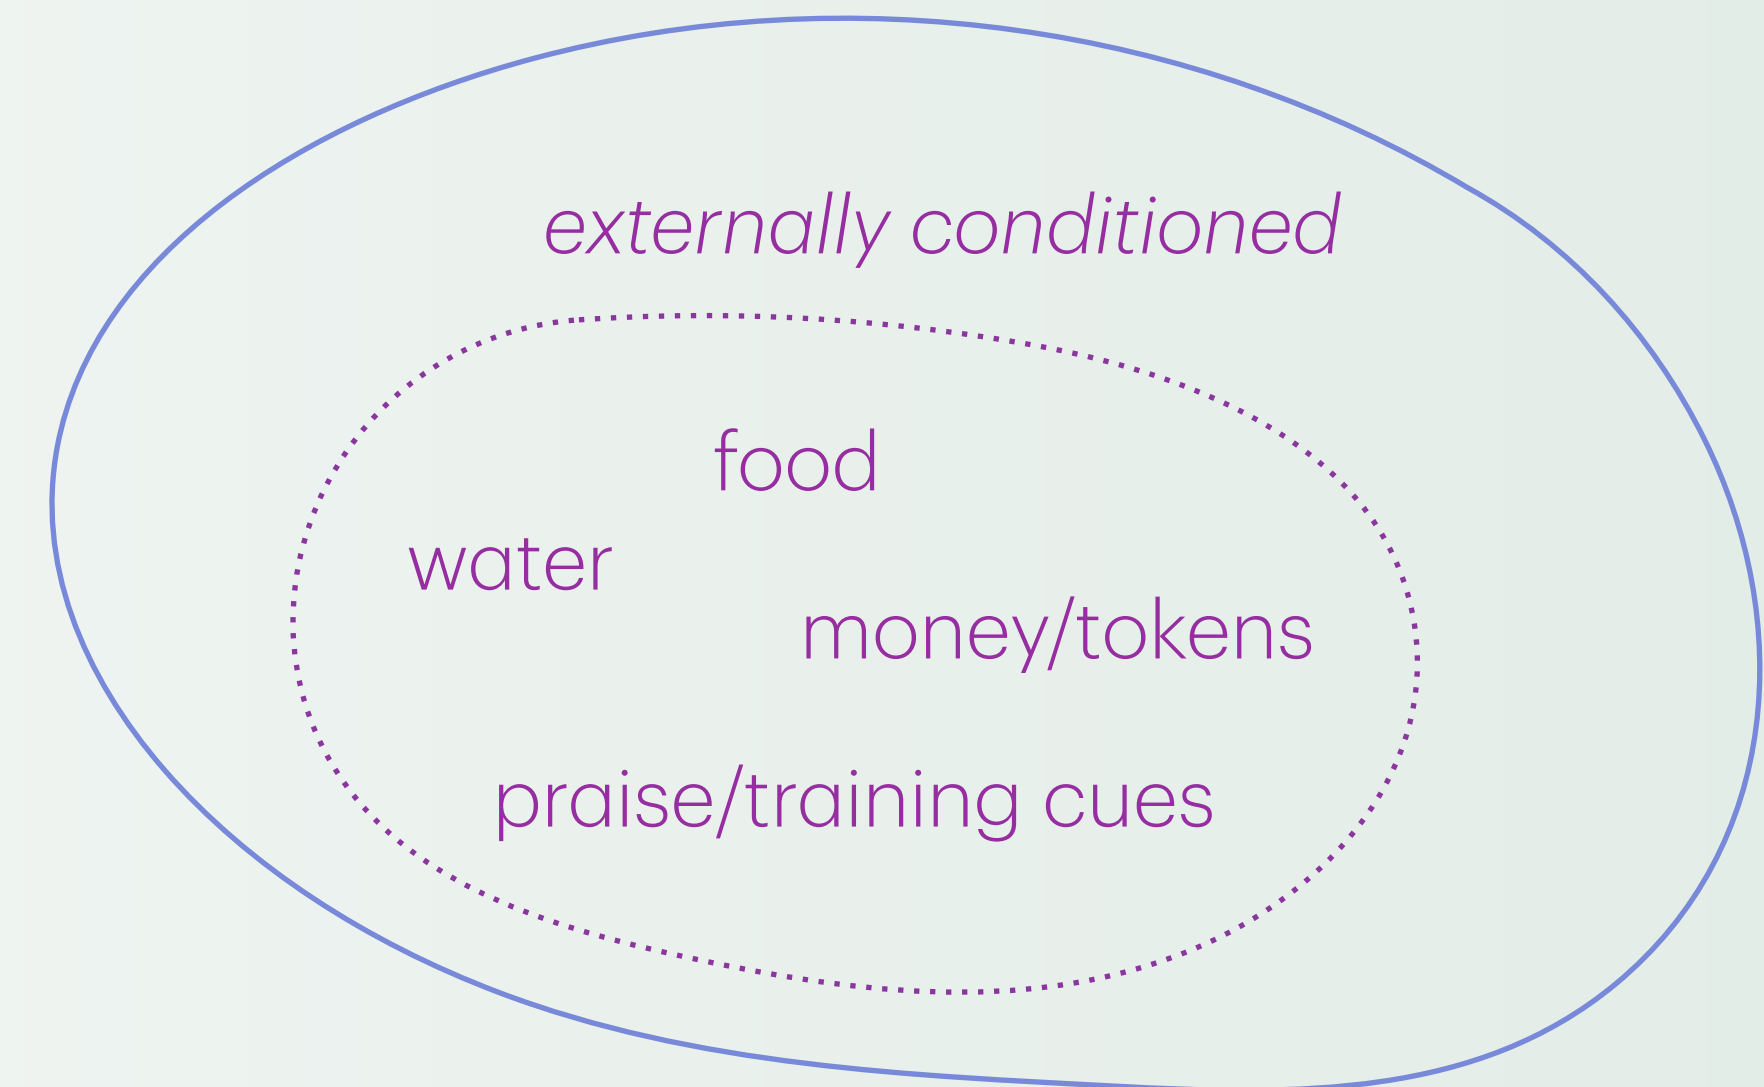 externally conditioned
food
water
money/tokens
praise/training cues